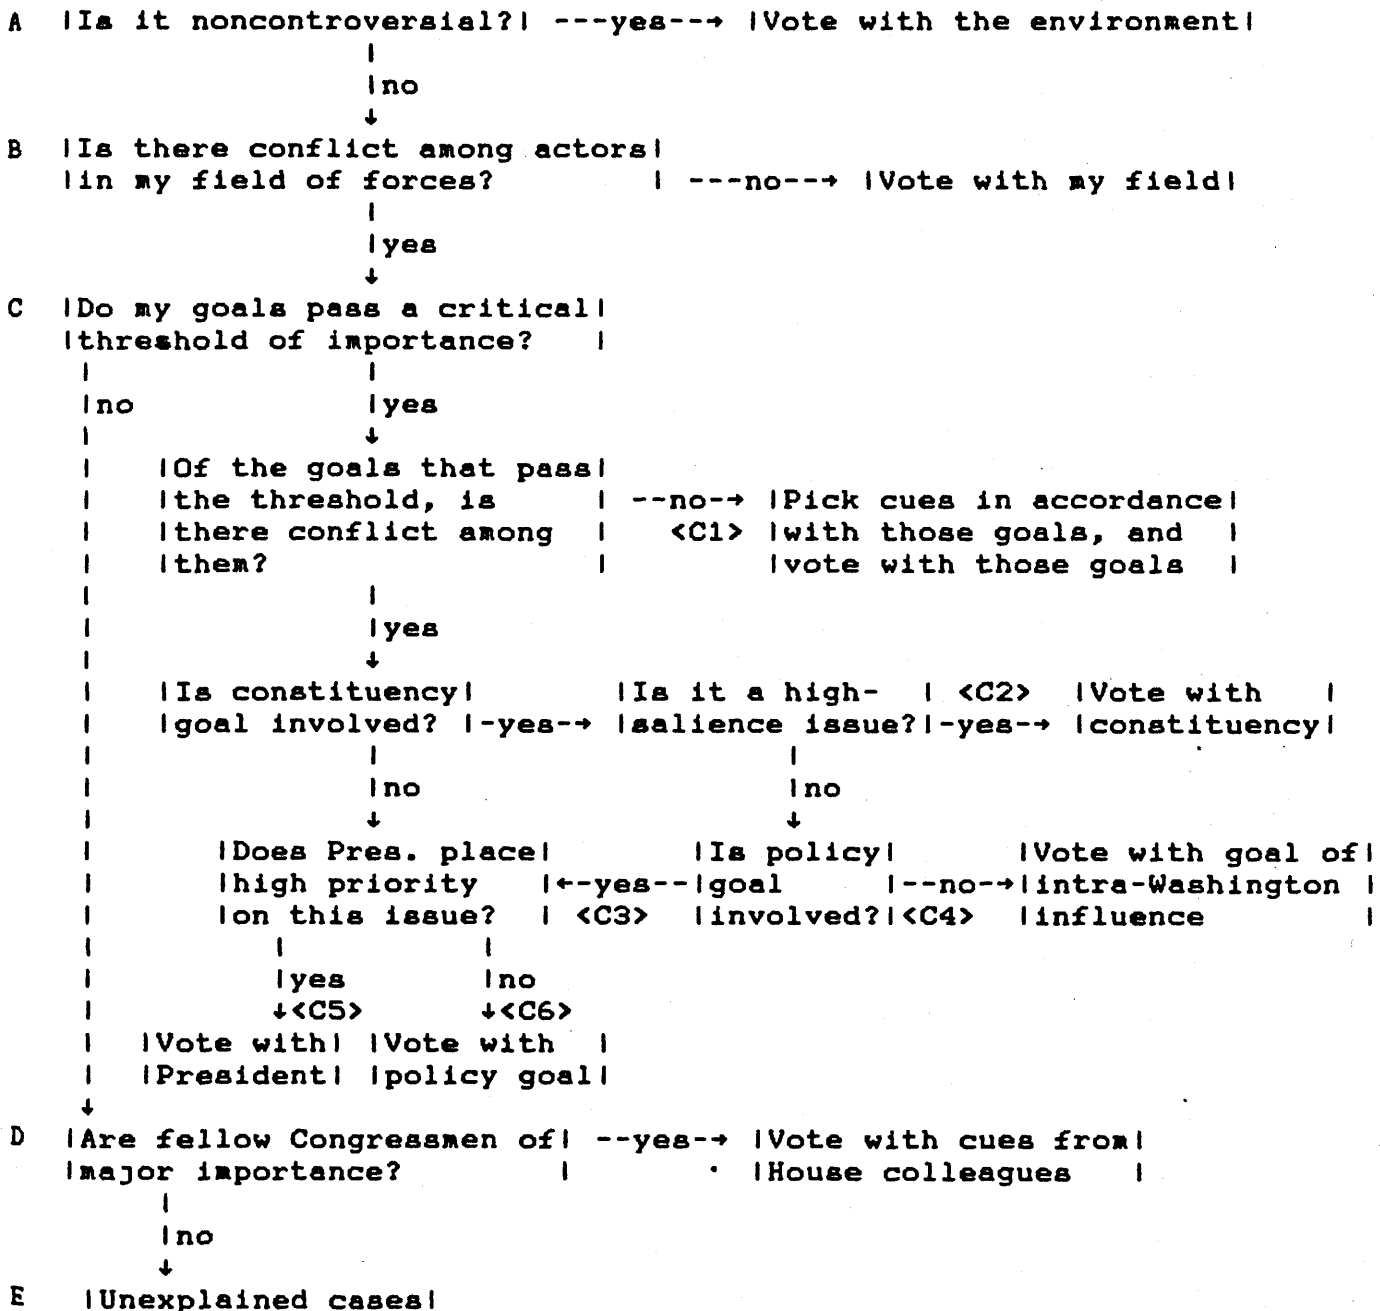 A |Is it noncontroversial?| ---yes--→ |Vote with the environment|
|
|no
↓
B |Is there conflict among actors|
|in my field of forces? | ---no--→ |Vote with my field|
|
|yes
↓
C |Do my goals pass a critical|
|threshold of importance? |
| |
|no |yes
| ↓
| |Of the goals that pass|
| |the threshold, is | --no-→ |Pick cues in accordance|
| |there conflict among | <C1> |with those goals, and |
| |them? | |vote with those goals |
| |
| |yes
| ↓
| |Is constituency| |Is it a high- | <C2> |Vote with |
| |goal involved? |-yes-→ |salience issue?|-yes-→ |constituency|
| | |
| |no |no
| ↓ ↓
| |Does Pres. place| |Is policy| |Vote with goal of|
| |high priority |←-yes--|goal |--no-→|intra-Washington |
| |on this issue? | <C3> |involved?|<C4> |influence |
| | |
| |yes |no
| ↓<C5> ↓<C6>
| |Vote with| |Vote with |
| |President| |policy goal|
↓
D |Are fellow Congressmen of| --yes-→ |Vote with cues from|
|major importance? | |House colleagues |
|
|no
↓
E |Unexplained cases|